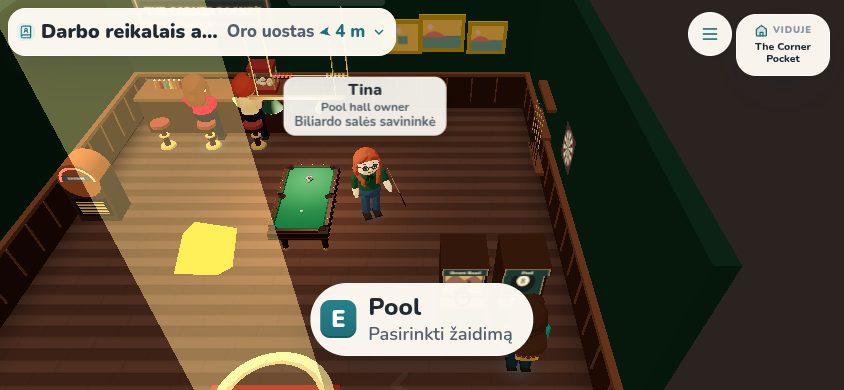 Darbo reikalais a...
Oro uostas 4 m
VIDUJE
The Corner
Pocket
Tina
Pool hall owner
Biliardo salės savininkė
E
Pool
Pasirinkti žaidimą